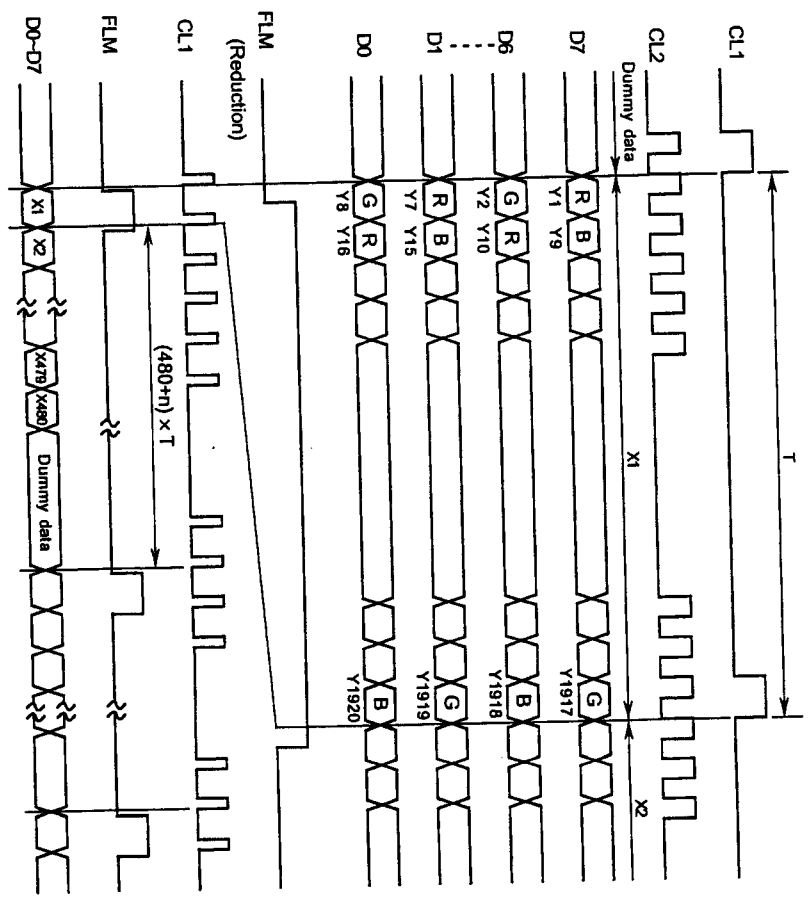 T
CL1
CL2
Dummy data X1 X2
D7 R B G
Y1 Y9 Y1917
D6 G R B
Y2 Y10 Y1918
D1 R B G
Y7 Y15 Y1919
D0 G R B
Y8 Y16 Y1920
FLM
(Reduction)
CL1
(480+n) x T
FLM
D0~D7 X1 X2 X479 X480 Dummy data